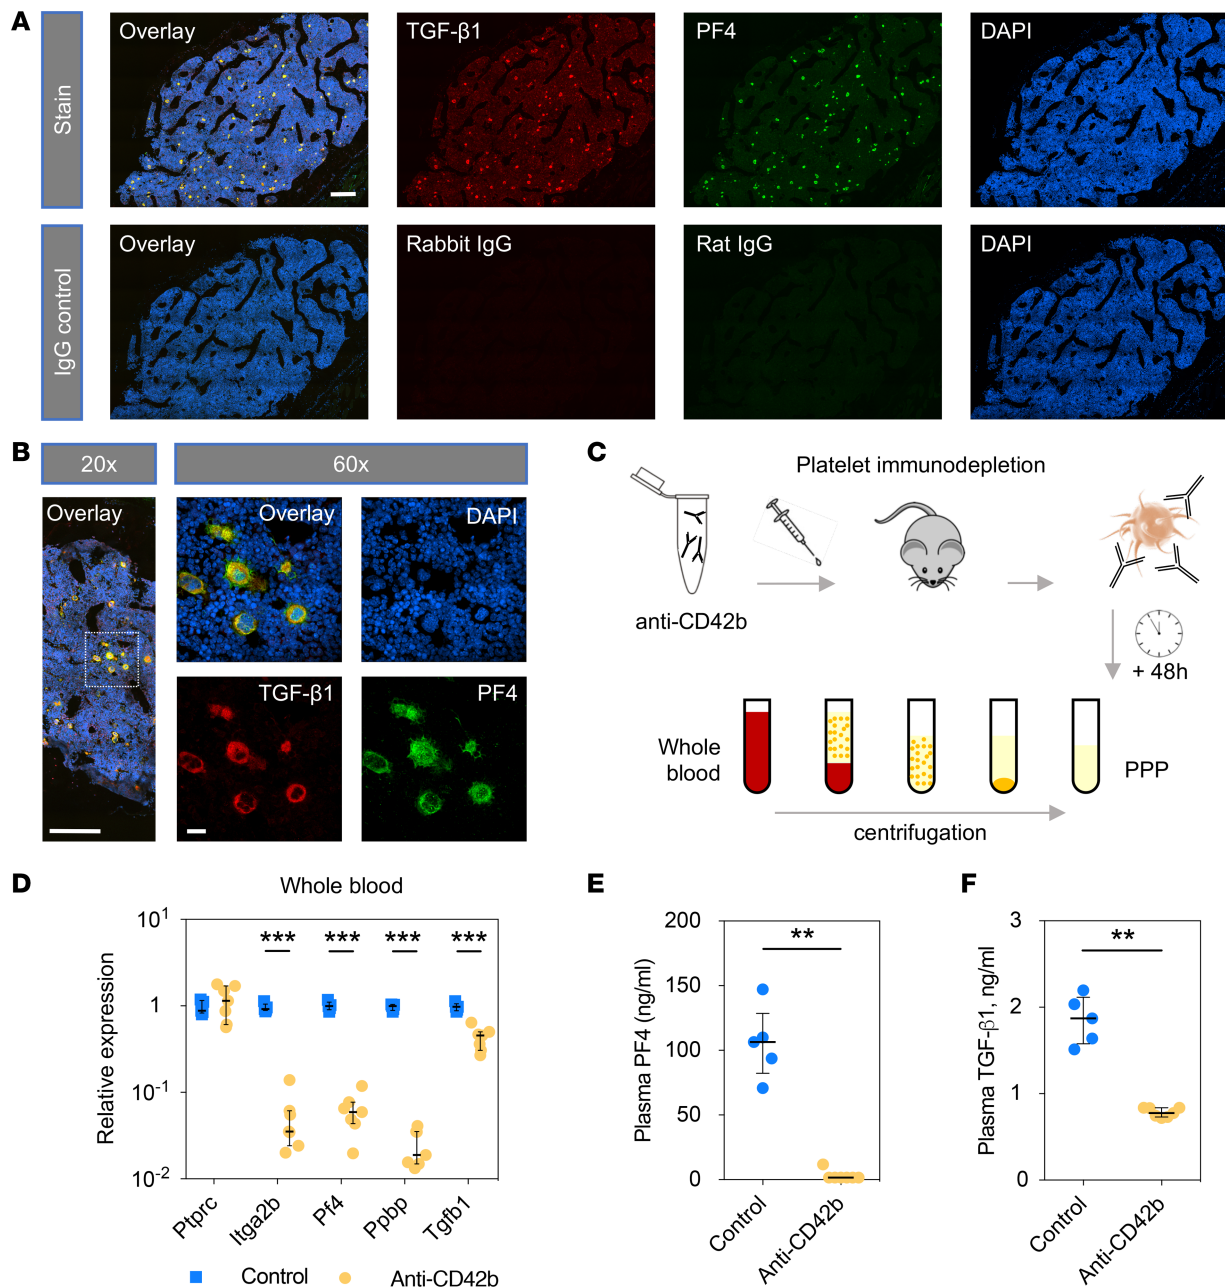 A
Stain
Overlay
TGF-β1
PF4
DAPI
IgG control
Overlay
Rabbit IgG
Rat IgG
DAPI
B
20x
60x
Overlay
Overlay
DAPI
TGF-β1
PF4
C
Platelet immunodepletion
anti-CD42b
+ 48h
Whole
blood
PPP
centrifugation
D
Whole blood
Relative expression
10¹
1
10⁻¹
10⁻²
***
***
***
***
Ptprc
Itga2b
Pf4
Ppbp
Tgfb1
Control
Anti-CD42b
E
Plasma PF4 (ng/ml)
200
150
100
50
0
**
Control
Anti-CD42b
F
Plasma TGF-β1, ng/ml
3
2
1
0
**
Control
Anti-CD42b